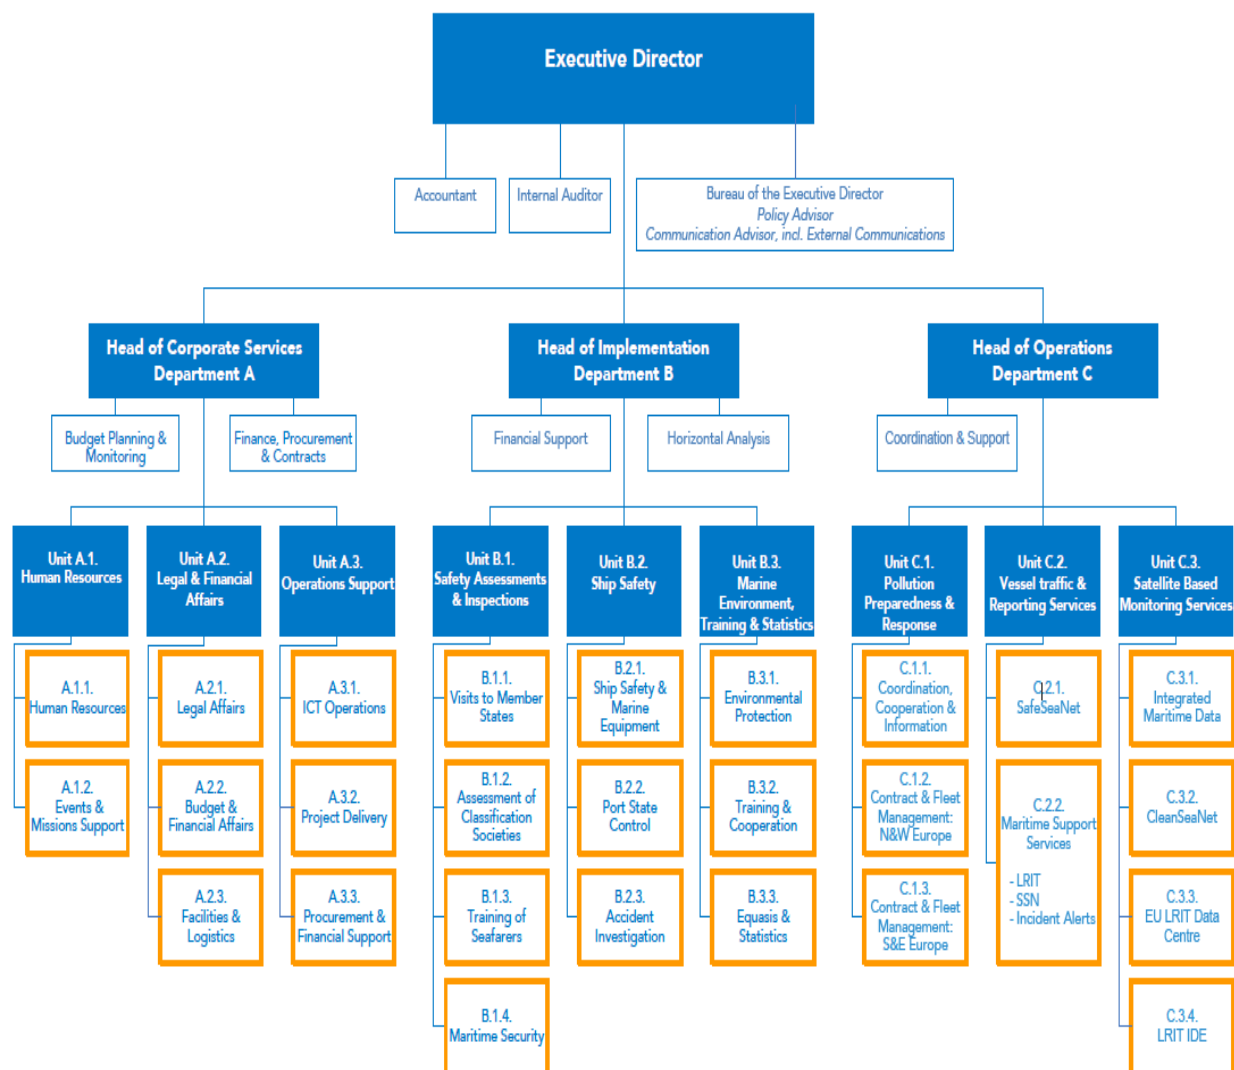 Executive Director
Accountant
Internal Auditor
Bureau of the Executive Director
Policy Advisor
Communication Advisor, incl. External Communications
Head of Corporate Services
Department A
Head of Implementation
Department B
Head of Operations
Department C
Budget Planning &
Monitoring
Finance, Procurement
& Contracts
Financial Support
Horizontal Analysis
Coordination & Support
Unit A.1.
Human Resources
Unit A.2.
Legal & Financial
Affairs
Unit A.3.
Operations Support
Unit B.1.
Safety Assessments
& Inspections
Unit B.2.
Ship Safety
Unit B.3.
Marine
Environment,
Training & Statistics
Unit C.1.
Pollution
Preparedness &
Response
Unit C.2.
Vessel traffic &
Reporting Services
Unit C.3.
Satellite Based
Monitoring Services
A.1.1.
Human Resources
A.1.2.
Events &
Missions Support
A.2.1.
Legal Affairs
A.2.2.
Budget &
Financial Affairs
A.2.3.
Facilities &
Logistics
A.3.1.
ICT Operations
A.3.2.
Project Delivery
A.3.3.
Procurement &
Financial Support
B.1.1.
Visits to Member
States
B.1.2.
Assessment of
Classification
Societies
B.1.3.
Training of
Seafarers
B.1.4.
Maritime Security
B.2.1.
Ship Safety &
Marine
Equipment
B.2.2.
Port State
Control
B.2.3.
Accident
Investigation
B.3.1.
Environmental
Protection
B.3.2.
Training &
Cooperation
B.3.3.
Equasis &
Statistics
C.1.1.
Coordination,
Cooperation &
Information
C.1.2.
Contract & Fleet
Management:
N&W Europe
C.1.3.
Contract & Fleet
Management:
S&E Europe
C.2.1.
SafeSeaNet
C.2.2.
Maritime Support
Services
- LRIT
- SSN
- Incident Alerts
C.3.1.
Integrated
Maritime Data
C.3.2.
CleanSeaNet
C.3.3.
EU LRIT Data
Centre
C.3.4.
LRIT IDE